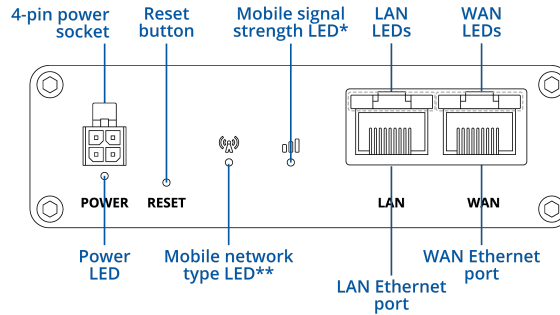 4-pin power
socket
Reset
button
Mobile signal
strength LED*
LAN
LEDs
WAN
LEDs
POWER
RESET
LAN
WAN
Power
LED
Mobile network
type LED**
LAN Ethernet
port
WAN Ethernet
port